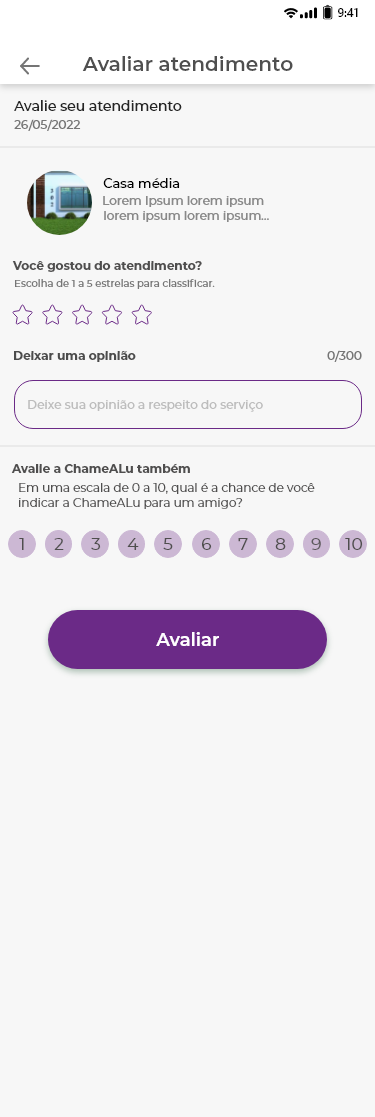 9:41
Avaliar atendimento
Avalie seu atendimento
26/05/2022
Casa média
Lorem Ipsum lorem ipsum
lorem ipsum lorem ipsum...
Você gostou do atendimento?
Escolha de 1 a 5 estrelas para classificar.
Deixar uma opinião 0/300
Deixe sua opinião a respeito do serviço
Avalie a ChameALu também
Em uma escala de 0 a 10, qual é a chance de você
indicar a ChameALu para um amigo?
1 2 3 4 5 6 7 8 9 10
Avaliar